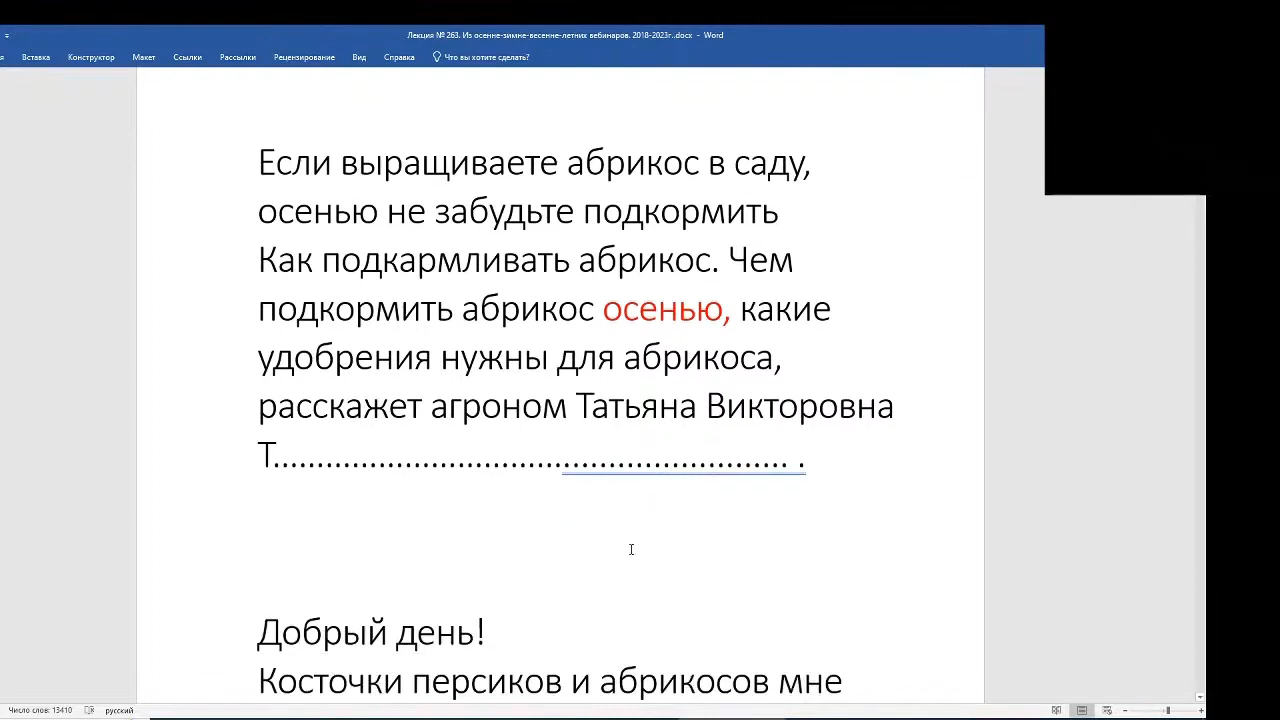 Лекция № 263. Из осенне-зимне-весенне-летних вебинаров. 2018-2023г..docx - Word
я Вставка Конструктор Макет Ссылки Рассылки Рецензирование Вид Справка Что вы хотите сделать?
Если выращиваете абрикос в саду,
осенью не забудьте подкормить
Как подкармливать абрикос. Чем
подкормить абрикос осенью, какие
удобрения нужны для абрикоса,
расскажет агроном Татьяна Викторовна
Т............................................................ .
Добрый день!
Косточки персиков и абрикосов мне
Число слов: 13410 русский